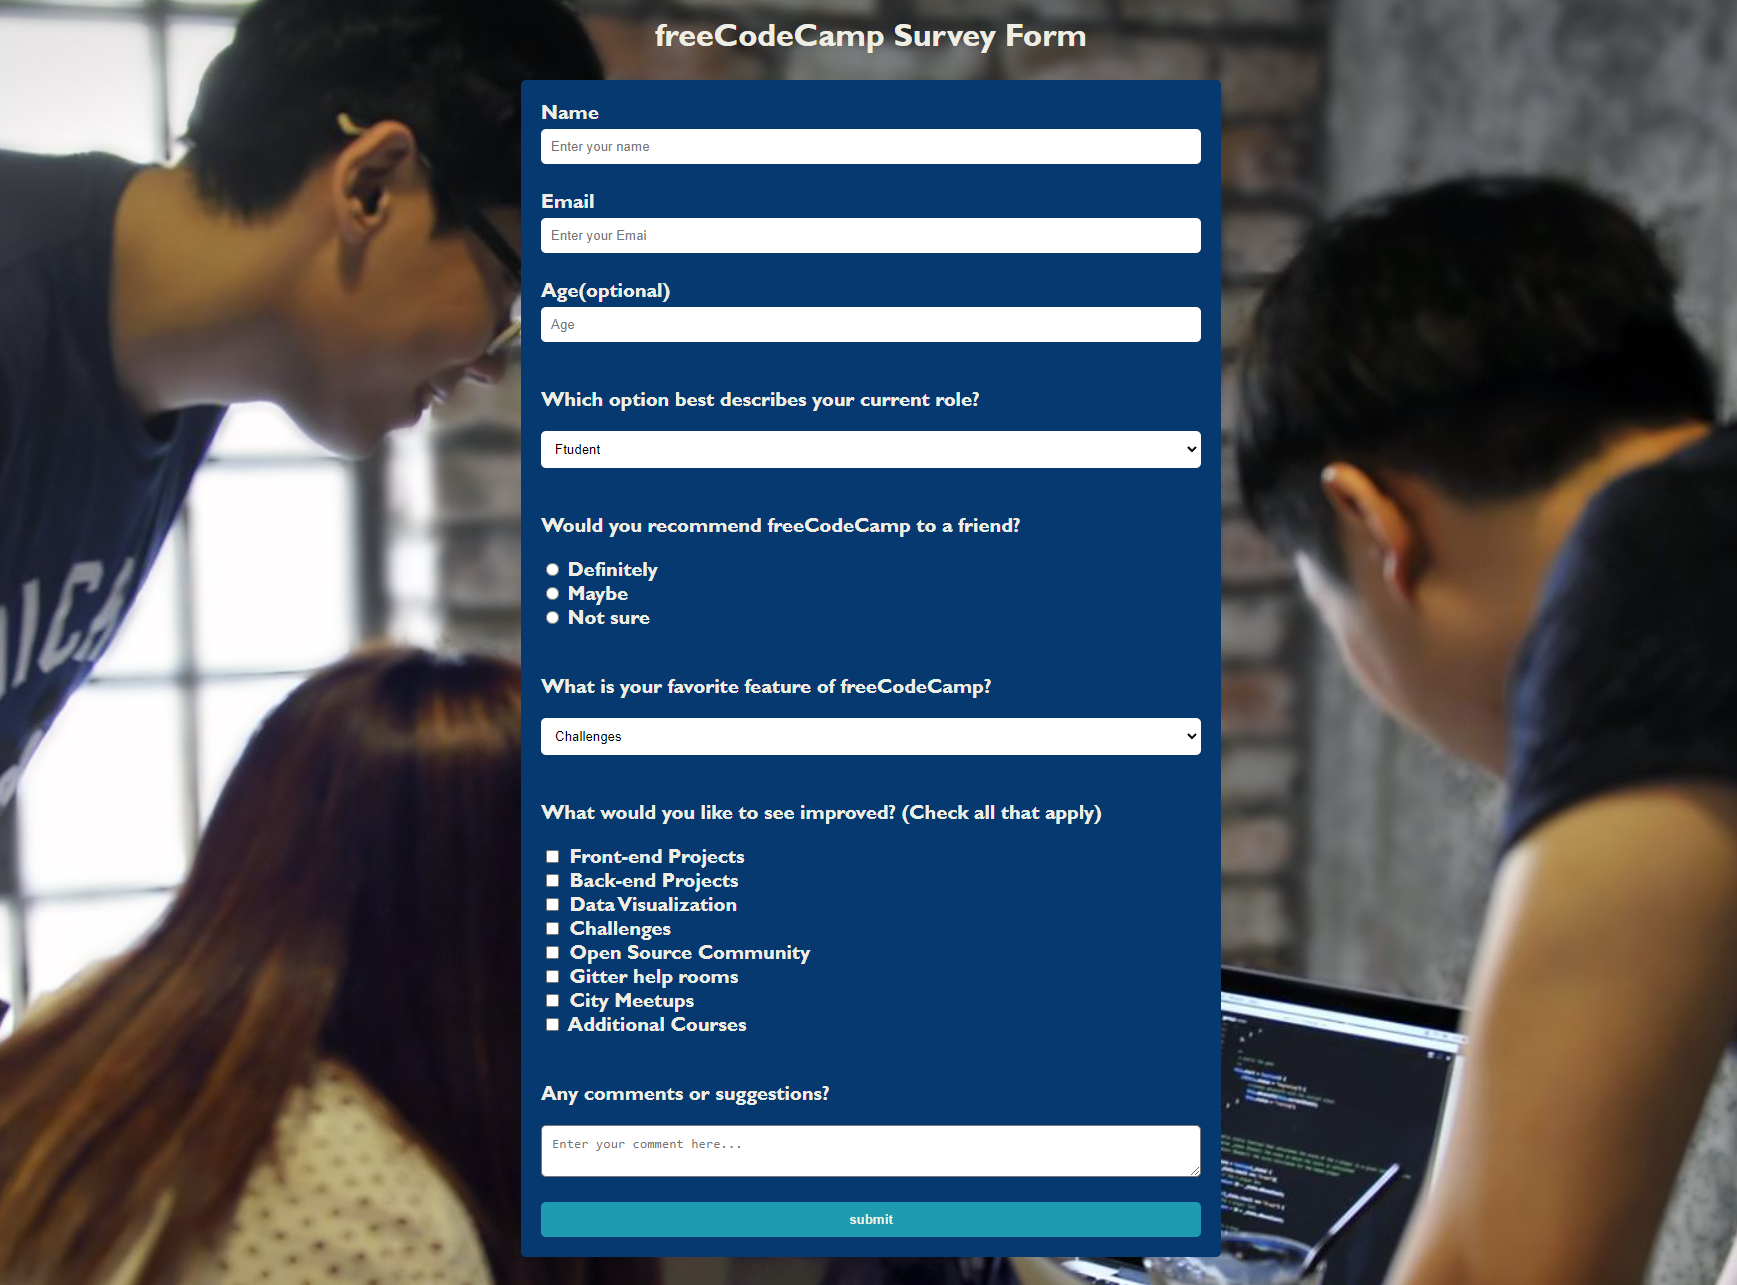 freeCodeCamp Survey Form
Name
Enter your name
Email
Enter your Emai
Age(optional)
Age
Which option best describes your current role?
Ftudent
Would you recommend freeCodeCamp to a friend?
Definitely
Maybe
Not sure
What is your favorite feature of freeCodeCamp?
Challenges
What would you like to see improved? (Check all that apply)
Front-end Projects
Back-end Projects
Data Visualization
Challenges
Open Source Community
Gitter help rooms
City Meetups
Additional Courses
Any comments or suggestions?
Enter your comment here...
submit